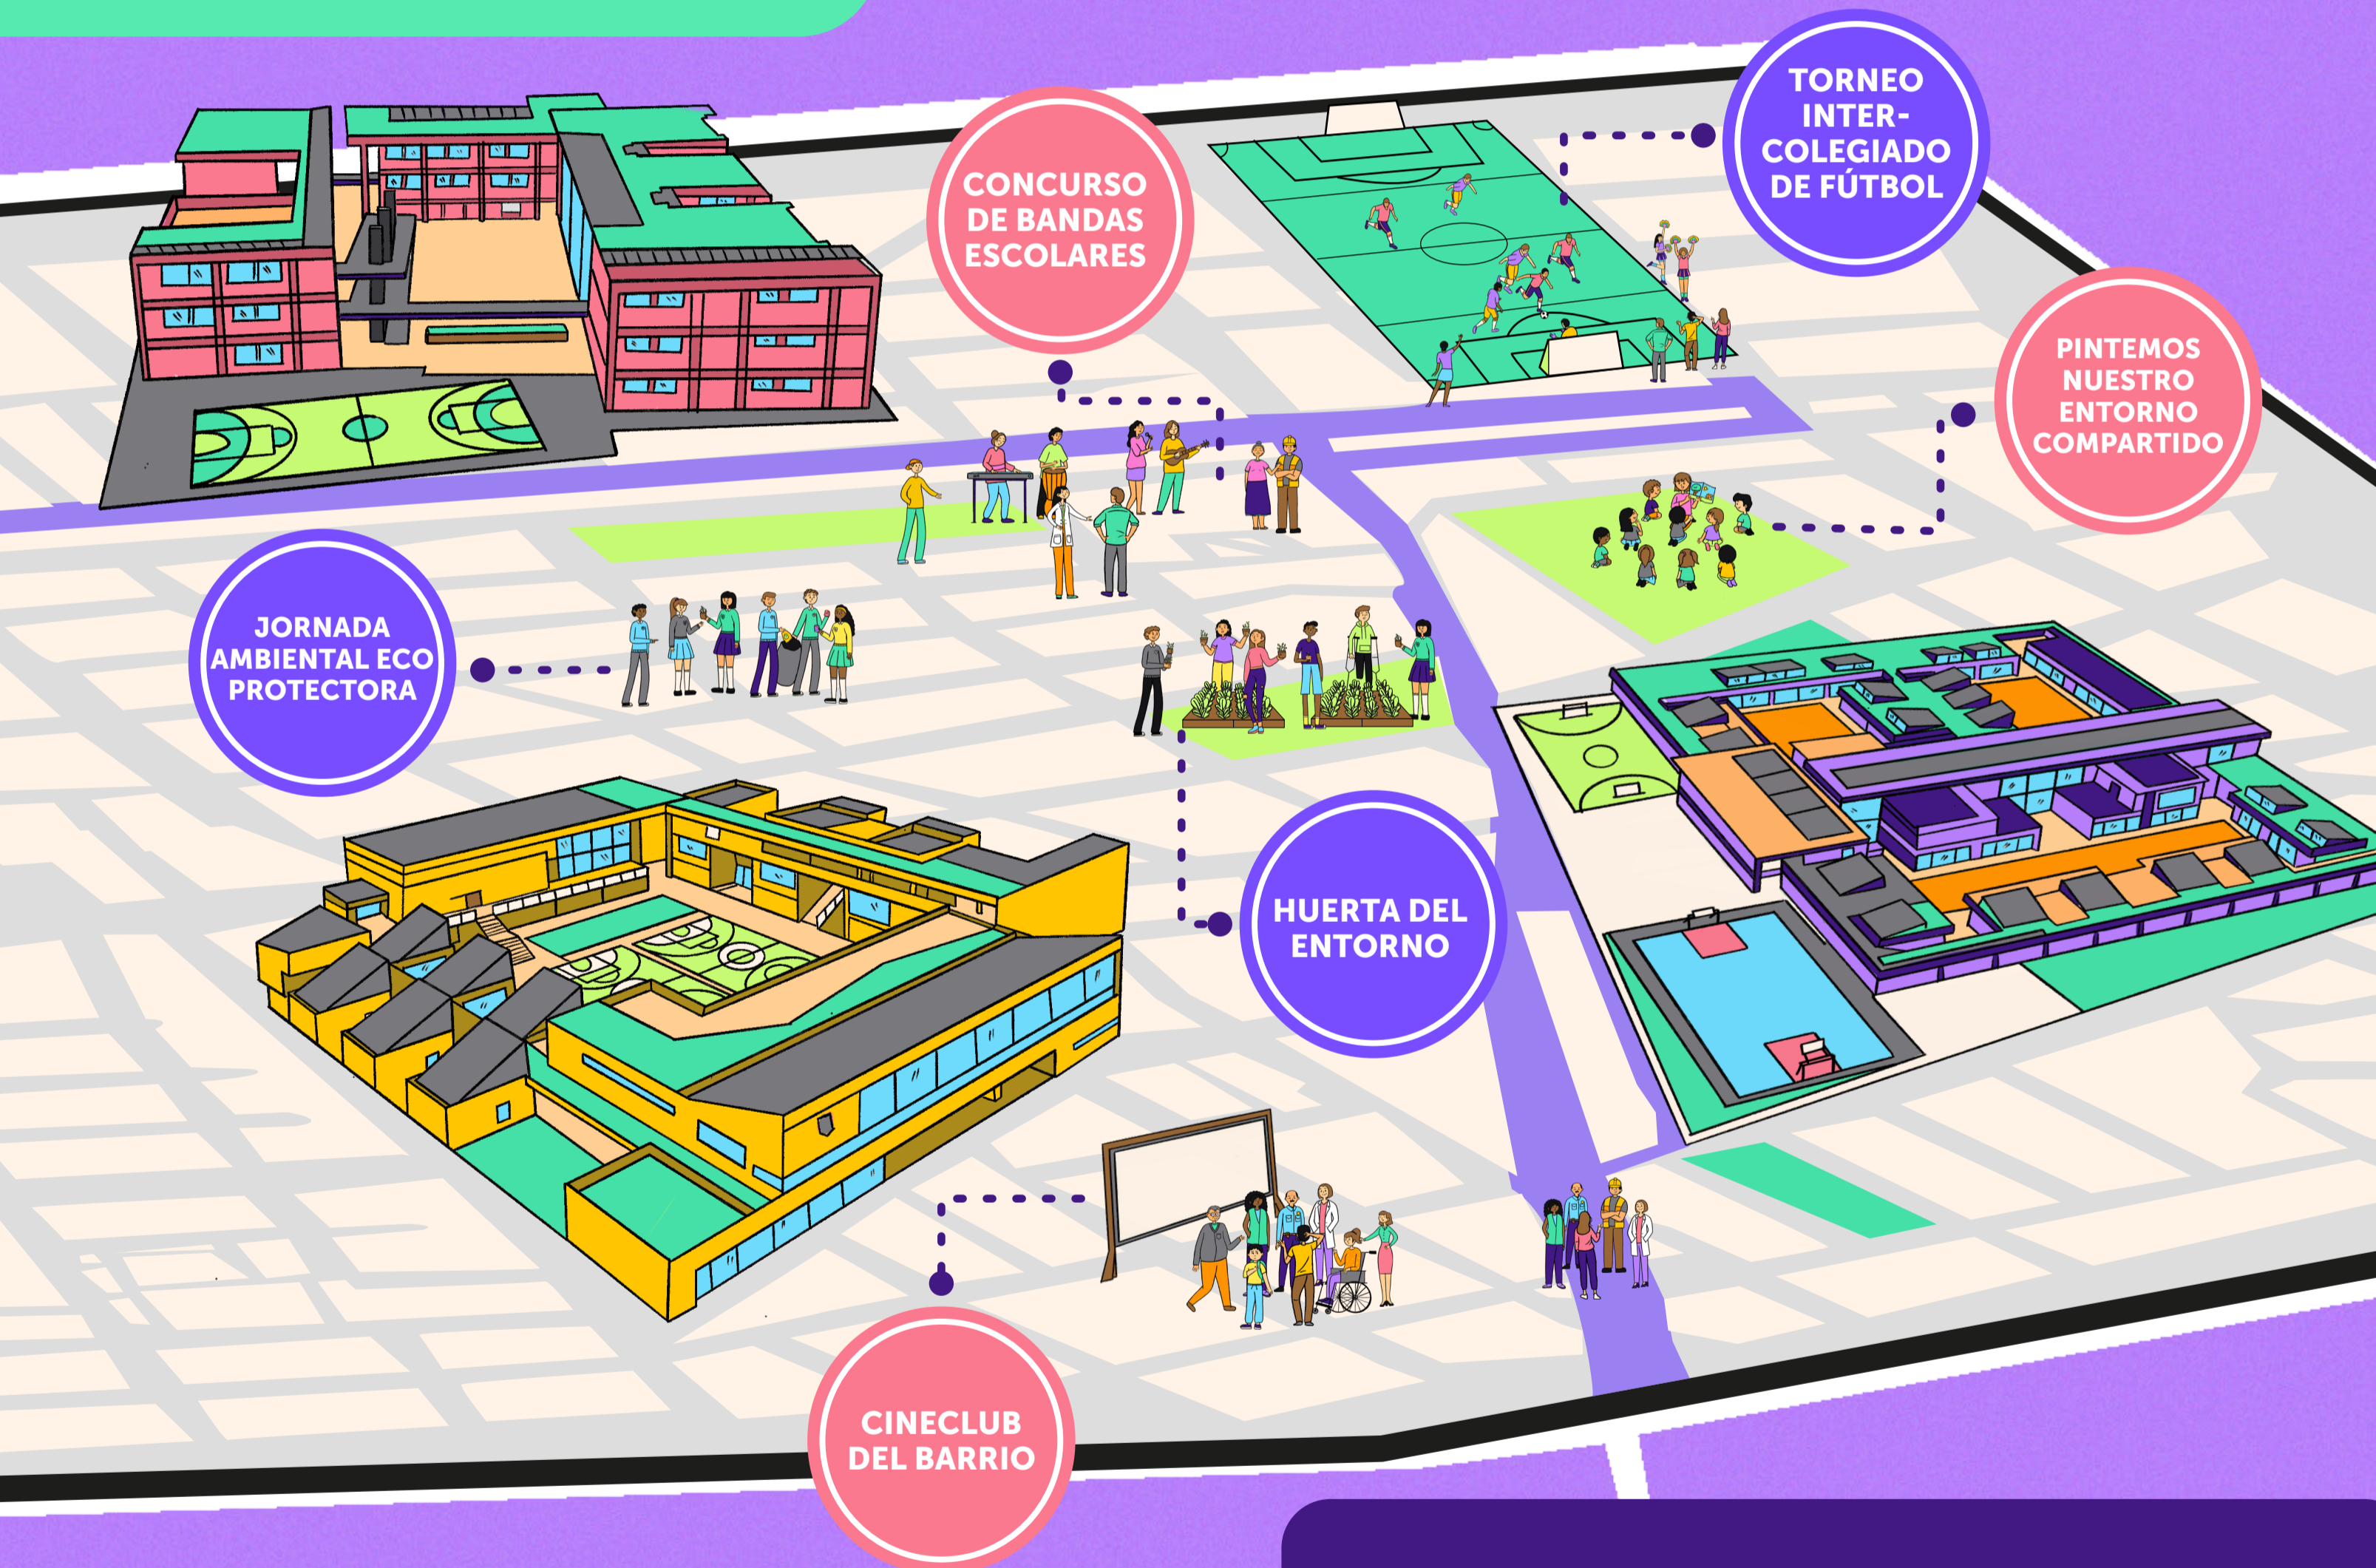 TORNEO
INTER-
COLEGIADO
DE FÚTBOL
CONCURSO
DE BANDAS
ESCOLARES
PINTEMOS
NUESTRO
ENTORNO
COMPARTIDO
JORNADA
AMBIENTAL ECO
PROTECTORA
HUERTA DEL
ENTORNO
CINECLUB
DEL BARRIO